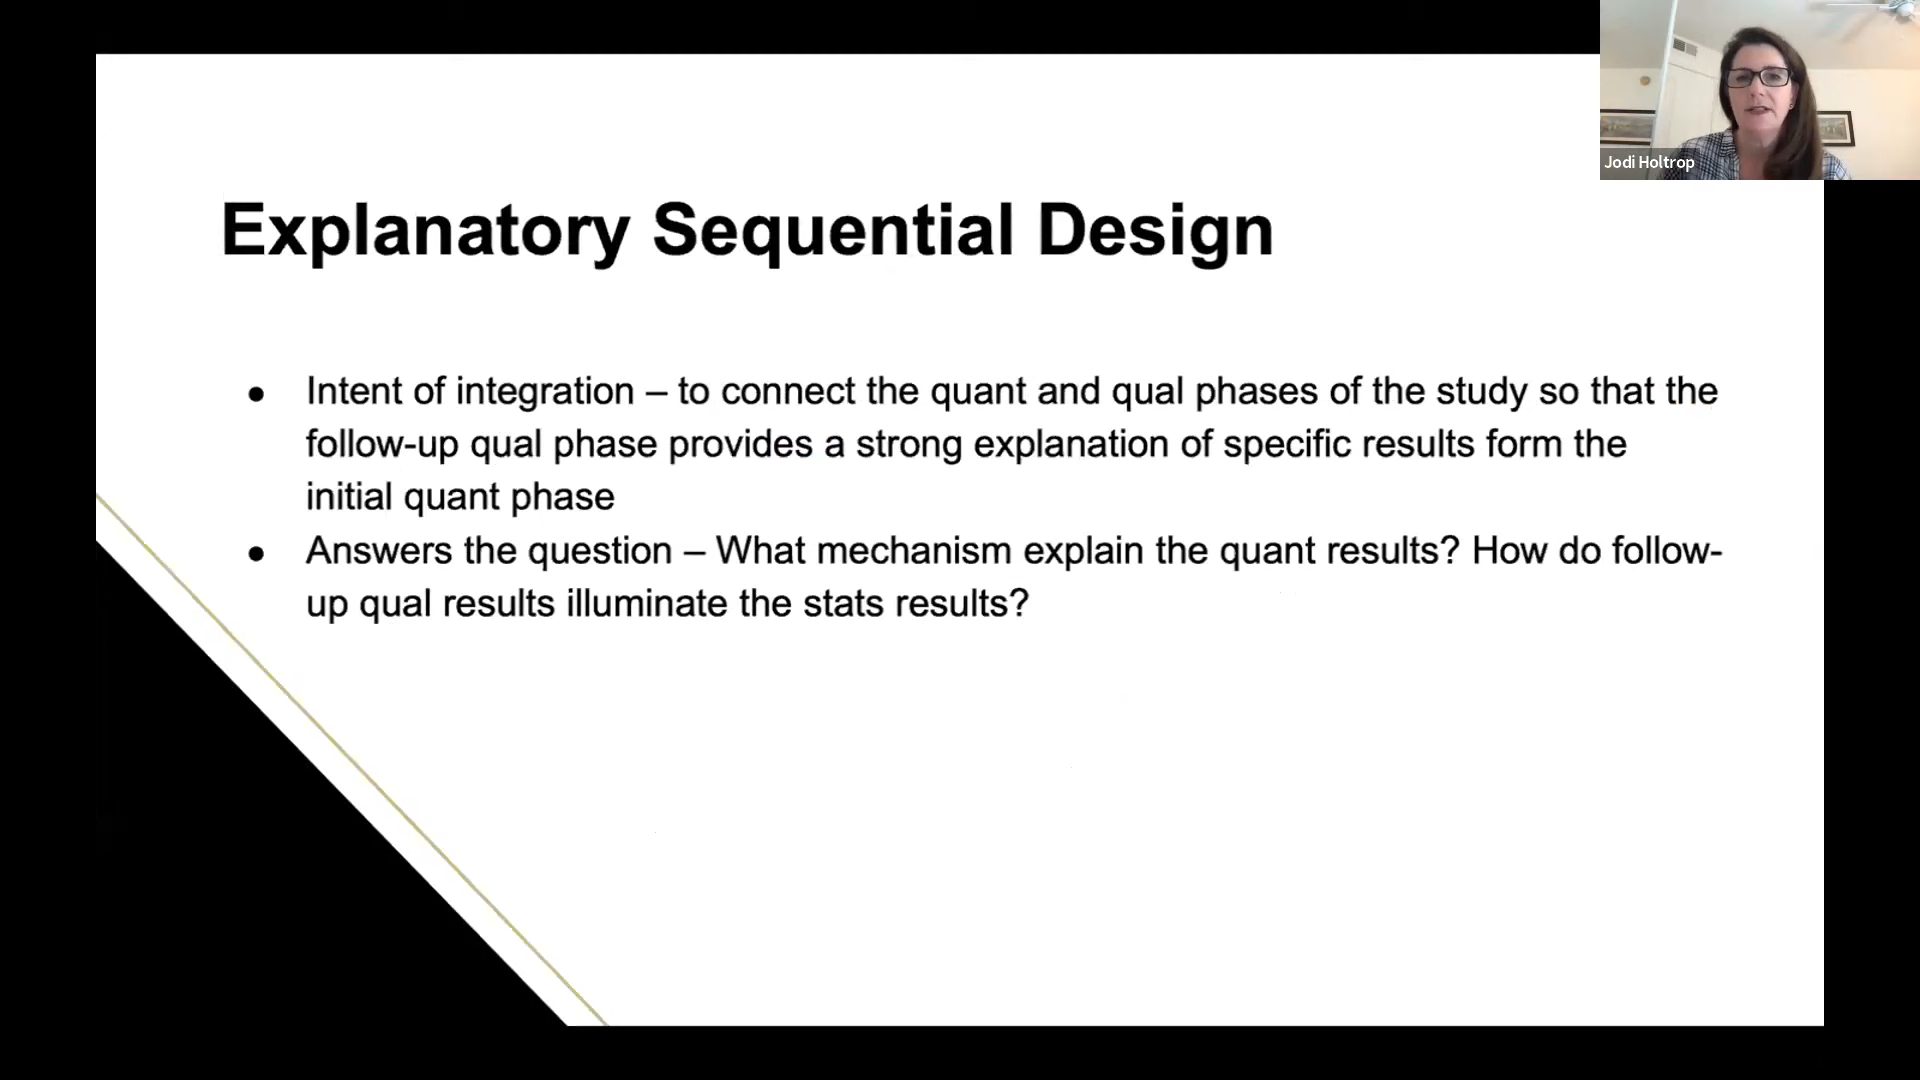 Jodi Holtrop
Explanatory Sequential Design
● Intent of integration – to connect the quant and qual phases of the study so that the
follow-up qual phase provides a strong explanation of specific results form the
initial quant phase
● Answers the question – What mechanism explain the quant results? How do follow-
up qual results illuminate the stats results?